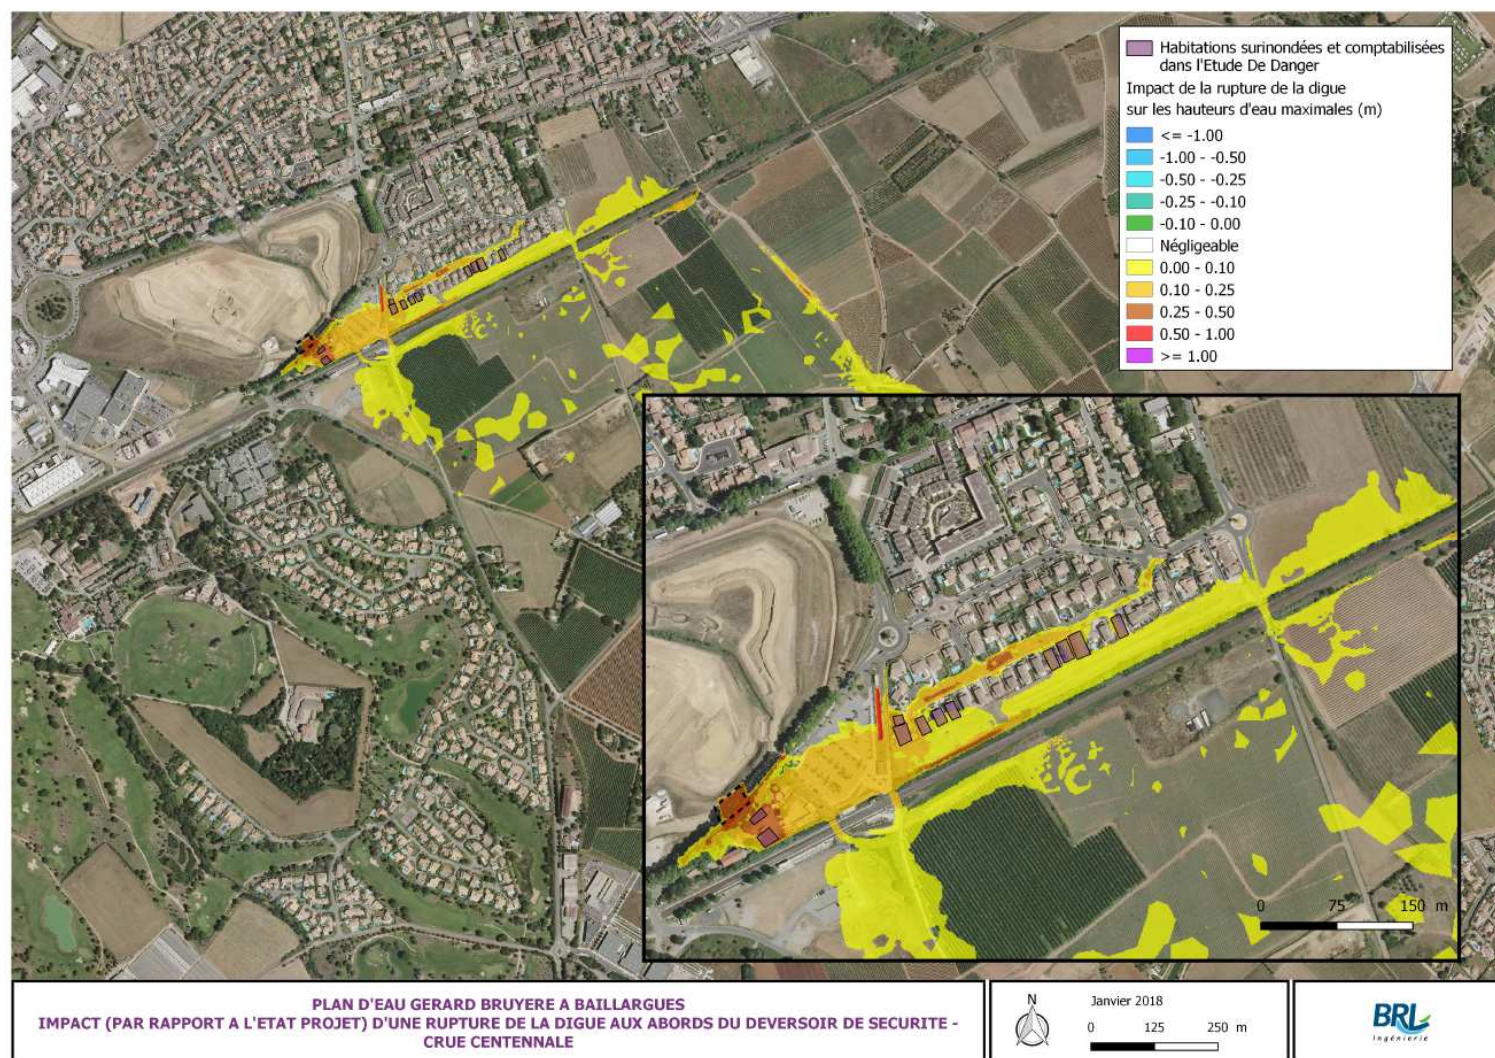 Habitations surinondées et comptabilisées
dans l'Etude De Danger
Impact de la rupture de la digue
sur les hauteurs d'eau maximales (m)
<= -1.00
-1.00 - -0.50
-0.50 - -0.25
-0.25 - -0.10
-0.10 - 0.00
Négligeable
0.00 - 0.10
0.10 - 0.25
0.25 - 0.50
0.50 - 1.00
>= 1.00
0 75 150 m
PLAN D'EAU GERARD BRUYERE A BAILLARGUES
IMPACT (PAR RAPPORT A L'ETAT PROJET) D'UNE RUPTURE DE LA DIGUE AUX ABORDS DU DEVERSOIR DE SECURITE -
CRUE CENTENNALE
N
Janvier 2018
0 125 250 m
BRL
Ingénierie